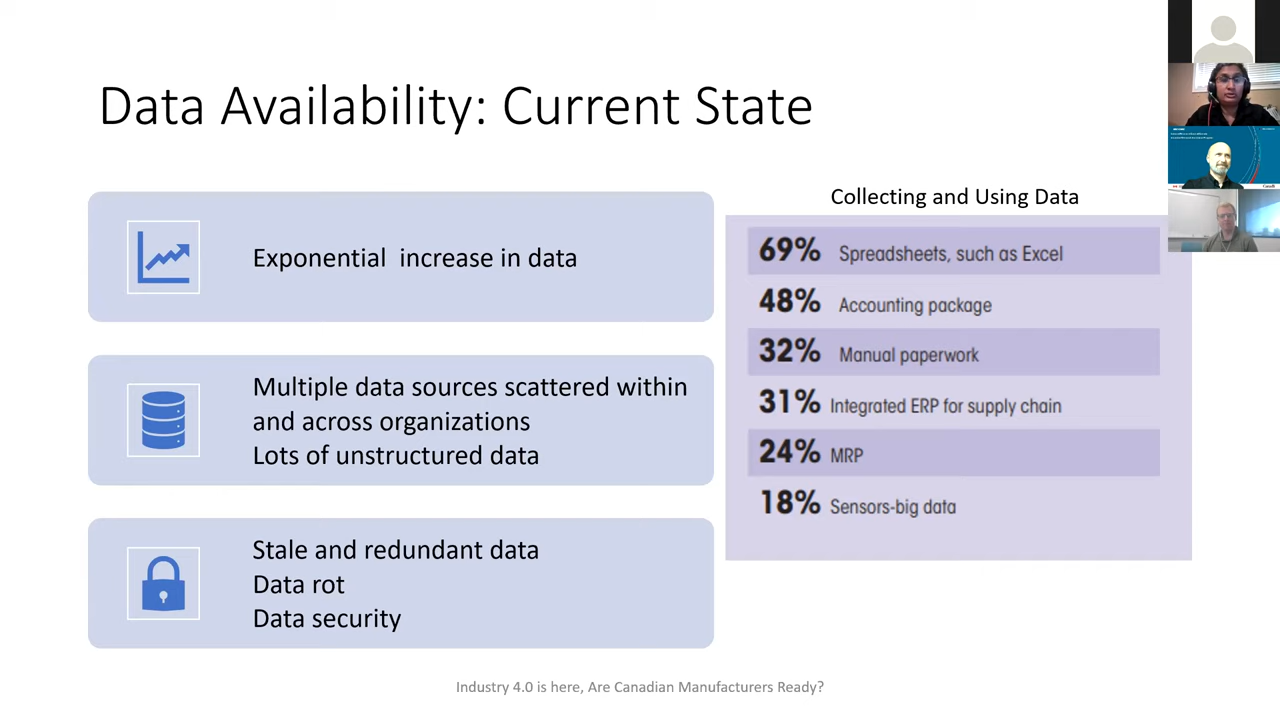 Data Availability: Current State
Exponential increase in data
Multiple data sources scattered within
and across organizations
Lots of unstructured data
Stale and redundant data
Data rot
Data security
Collecting and Using Data
69% Spreadsheets, such as Excel
48% Accounting package
32% Manual paperwork
31% Integrated ERP for supply chain
24% MRP
18% Sensors-big data
Industry 4.0 is here, Are Canadian Manufacturers Ready?